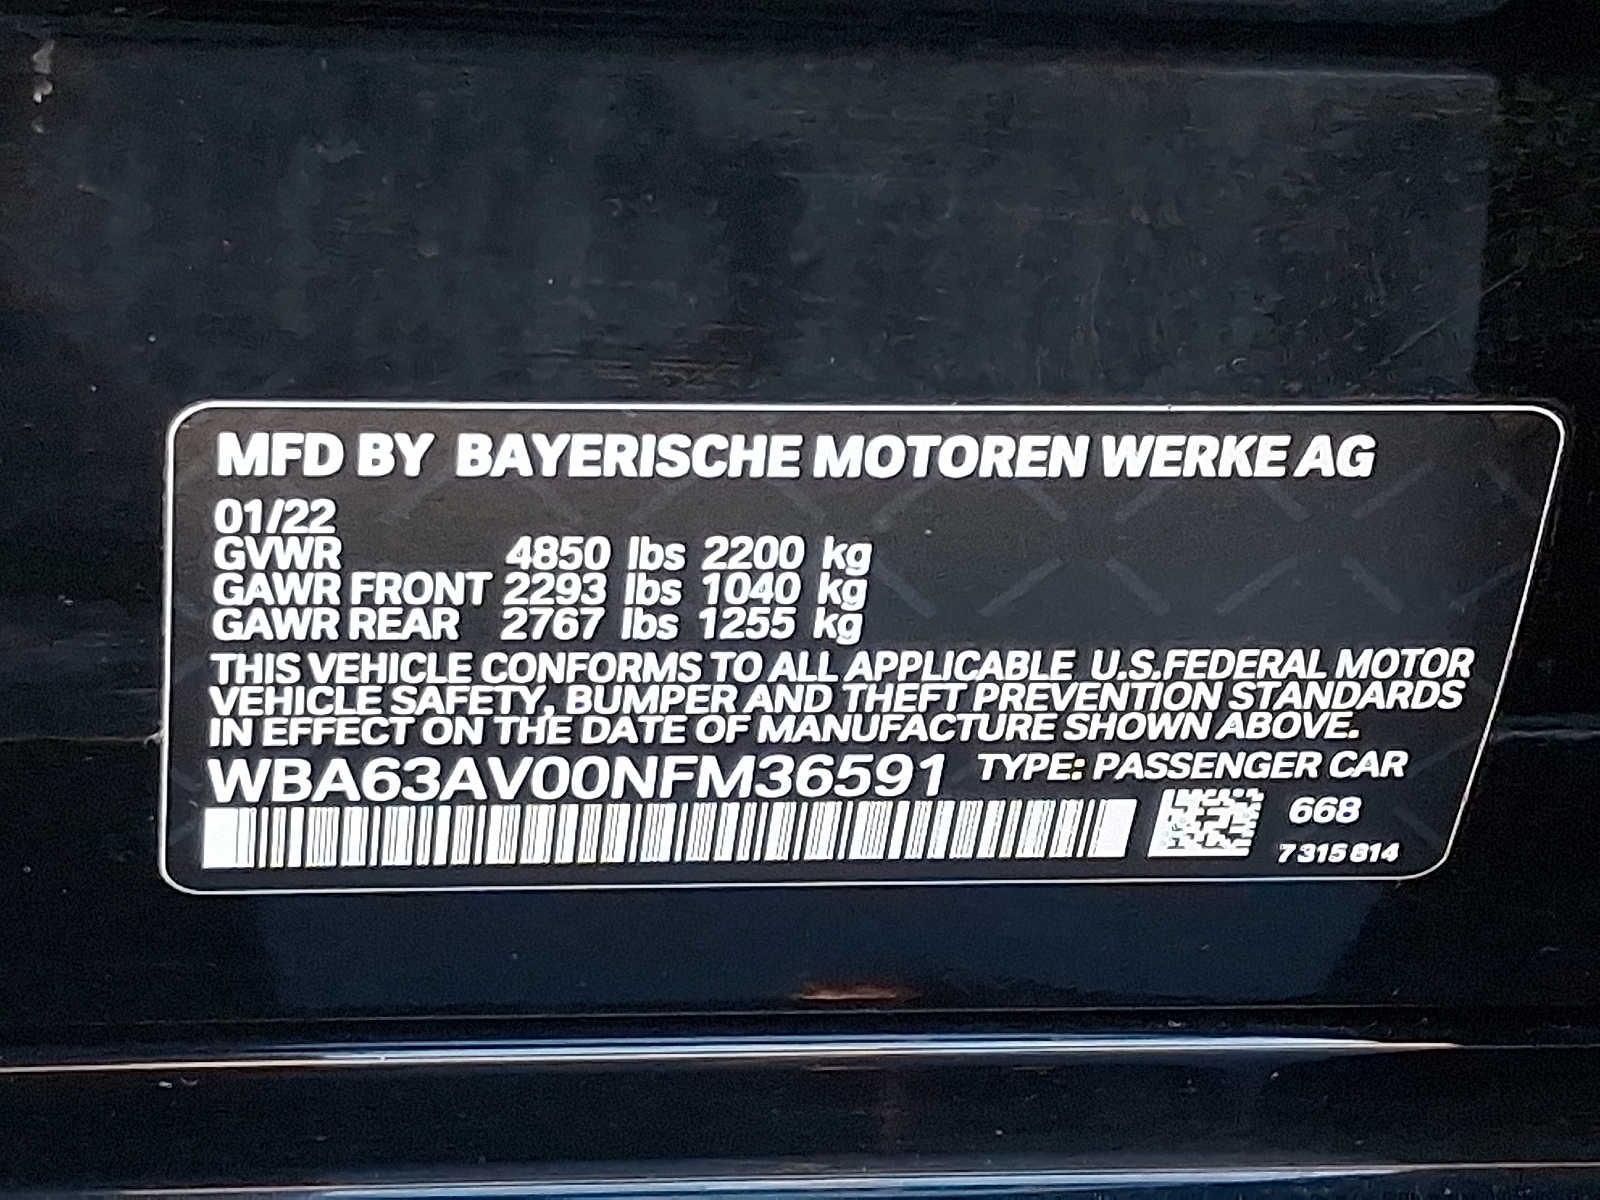 MFD BY BAYERISCHE MOTOREN WERKE AG
01/22
GVWR 4850 lbs 2200 kg
GAWR FRONT 2293 lbs 1040 kg
GAWR REAR 2767 lbs 1255 kg
THIS VEHICLE CONFORMS TO ALL APPLICABLE U.S.FEDERAL MOTOR
VEHICLE SAFETY, BUMPER AND THEFT PREVENTION STANDARDS
IN EFFECT ON THE DATE OF MANUFACTURE SHOWN ABOVE.
WBA63AV00NFM36591 TYPE: PASSENGER CAR
668
7 315 814